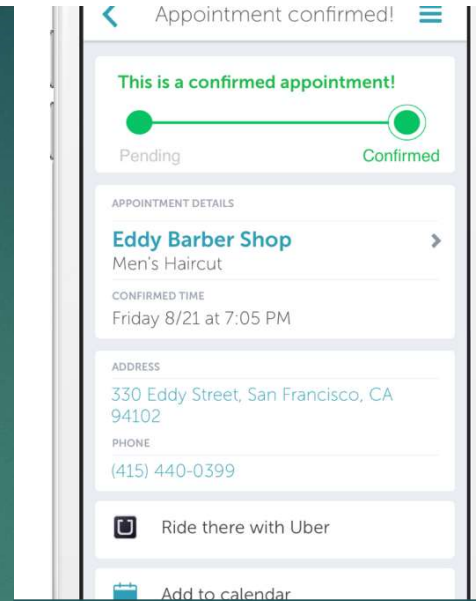 Appointment confirmed!
This is a confirmed appointment!
Pending
Confirmed
APPOINTMENT DETAILS
Eddy Barber Shop
Men's Haircut
CONFIRMED TIME
Friday 8/21 at 7:05 PM
ADDRESS
330 Eddy Street, San Francisco, CA
94102
PHONE
(415) 440-0399
Ride there with Uber
Add to calendar